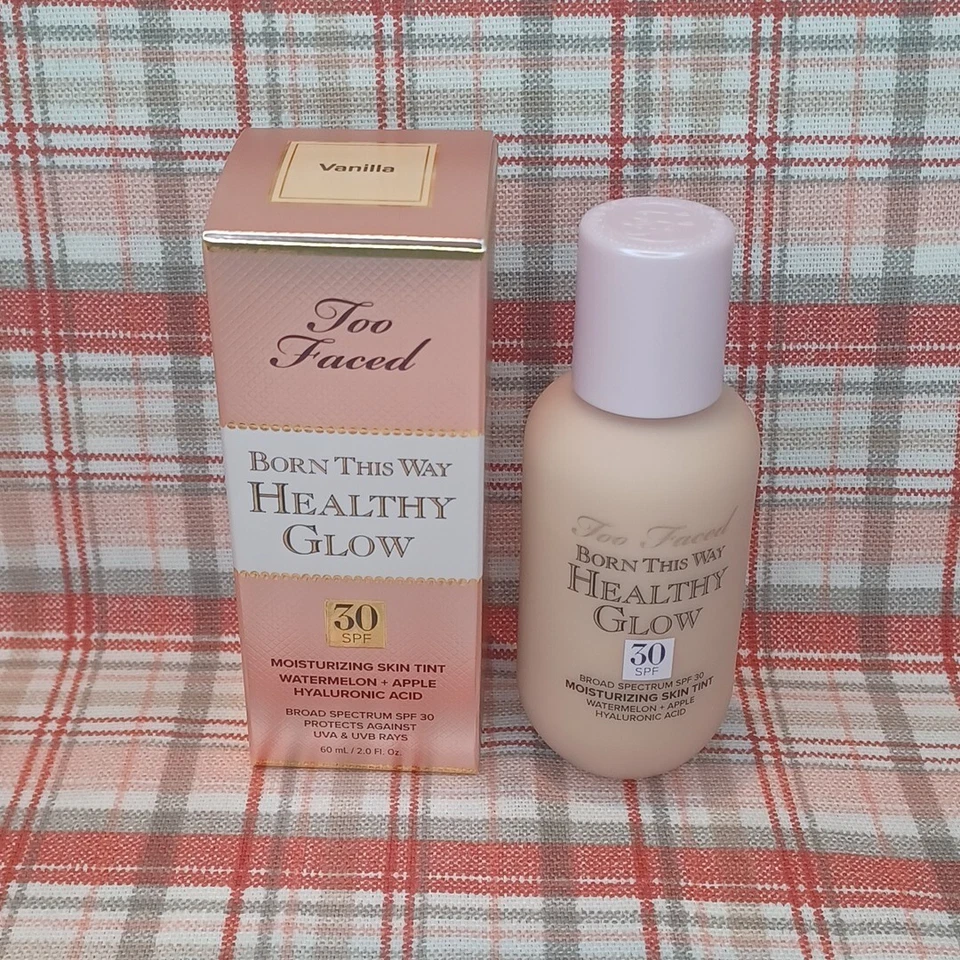 Vanilla
Too
Faced
BORN THIS WAY
HEALTHY
GLOW
30
SPF
MOISTURIZING SKIN TINT
WATERMELON + APPLE
HYALURONIC ACID
BROAD SPECTRUM SPF 30
PROTECTS AGAINST
UVA & UVB RAYS
60 mL / 2.0 Fl. Oz.
Too Faced
BORN THIS WAY
HEALTHY
GLOW
30
SPF
BROAD SPECTRUM SPF 30
MOISTURIZING SKIN TINT
WATERMELON + APPLE
HYALURONIC ACID